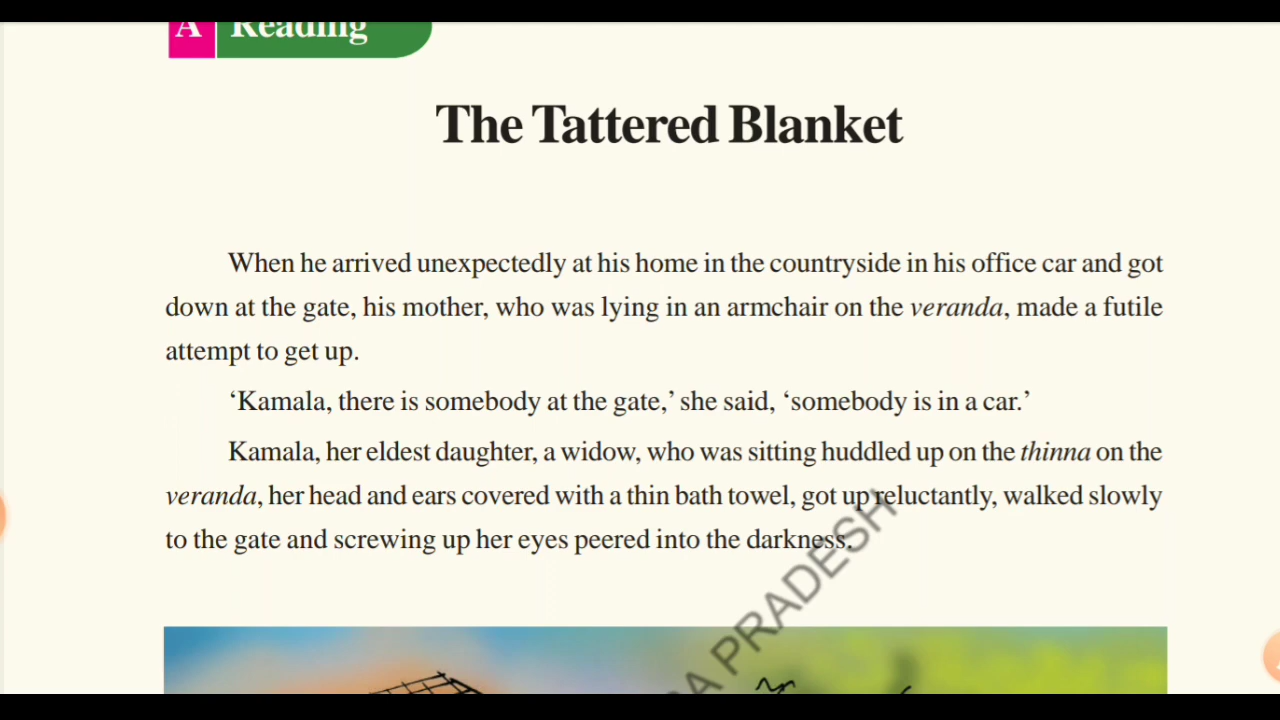 A Reading
The Tattered Blanket
When he arrived unexpectedly at his home in the countryside in his office car and got
down at the gate, his mother, who was lying in an armchair on the veranda, made a futile
attempt to get up.
‘Kamala, there is somebody at the gate,’ she said, ‘somebody is in a car.’
Kamala, her eldest daughter, a widow, who was sitting huddled up on the thinna on the
veranda, her head and ears covered with a thin bath towel, got up reluctantly, walked slowly
to the gate and screwing up her eyes peered into the darkness.
PRADESH